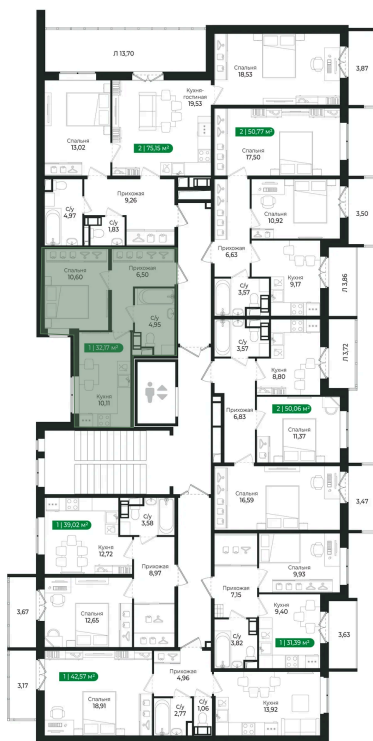 Л 13,70
Спальня
18,53
3,87
Кухня-
гостиная
19,53
Спальня
13,02
2 | 75,15 м²
2 | 50,77 м²
Спальня
17,50
Прихожая
9,26
С/у
4,97
С/у
1,83
Спальня
10,92
3,50
6,63
Спальня
10,60
Прихожая
6,50
Кухня
9,17
Л 3,86
С/у
3,57
С/у
4,95
1 | 32,17 м²
С/у
3,57
Кухня
8,80
Л 3,72
Кухня
10,11
6,83
2 | 50,06 м²
Спальня
11,37
Спальня
16,59
3,47
1 | 39,02 м²
С/у
3,58
Кухня
12,72
8,97
Спальня
9,93
7,15
Кухня
9,40
3,67
Спальня
12,65
С/у
3,82
1 | 31,39 м²
3,63
3,17
1 | 42,57 м²
Прихожая
4,96
Спальня
18,91
С/у
2,77
С/у
1,06
Кухня
13,92